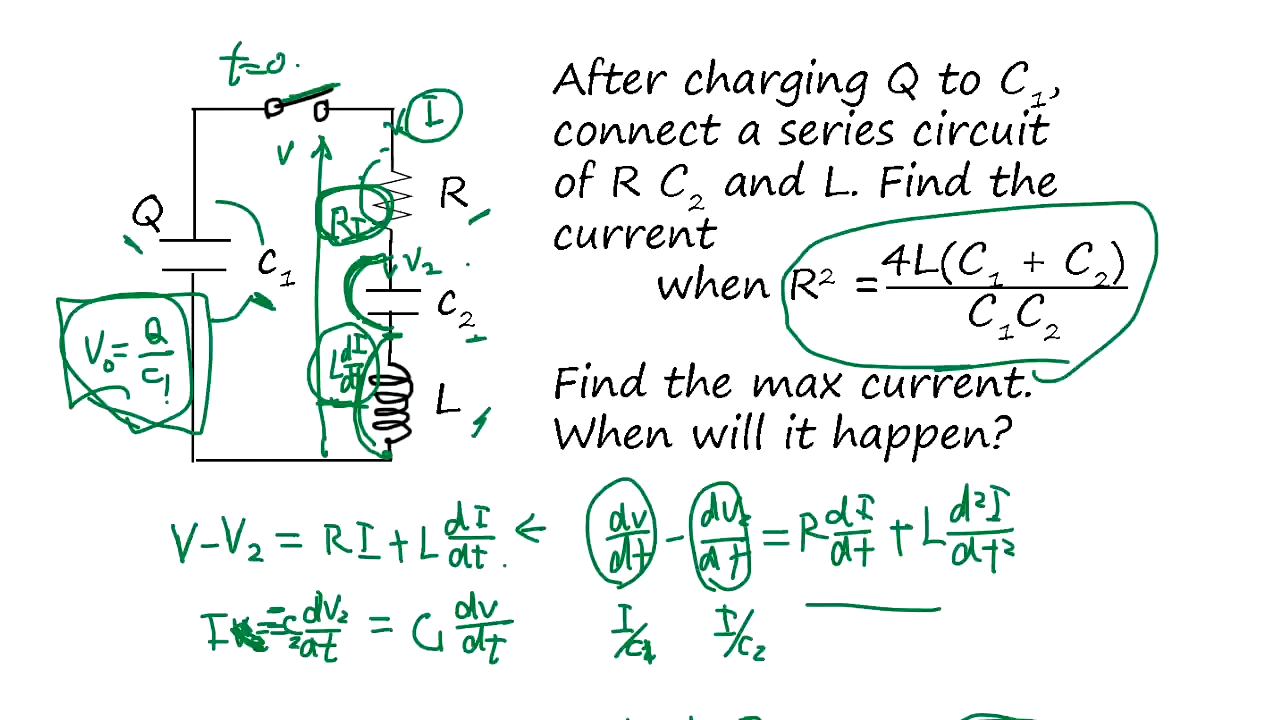 t=0.
After charging Q to C₁,
connect a series circuit
of R C₂ and L. Find the
current
when R² = 4L(C₁ + C₂) / C₁C₂
Find the max current.
When will it happen?
I
V
Q
R
RI
C₁
V₂
C₂
V₀ = Q/C₁
L dI/dt
L
V-V₂ = RI + L dI/dt ← dv/dt - dV₂/dt = R dI/dt + L d²I/dt²
I = C₂ dV₂/dt = C₁ dv/dt I/C₁ I/C₂